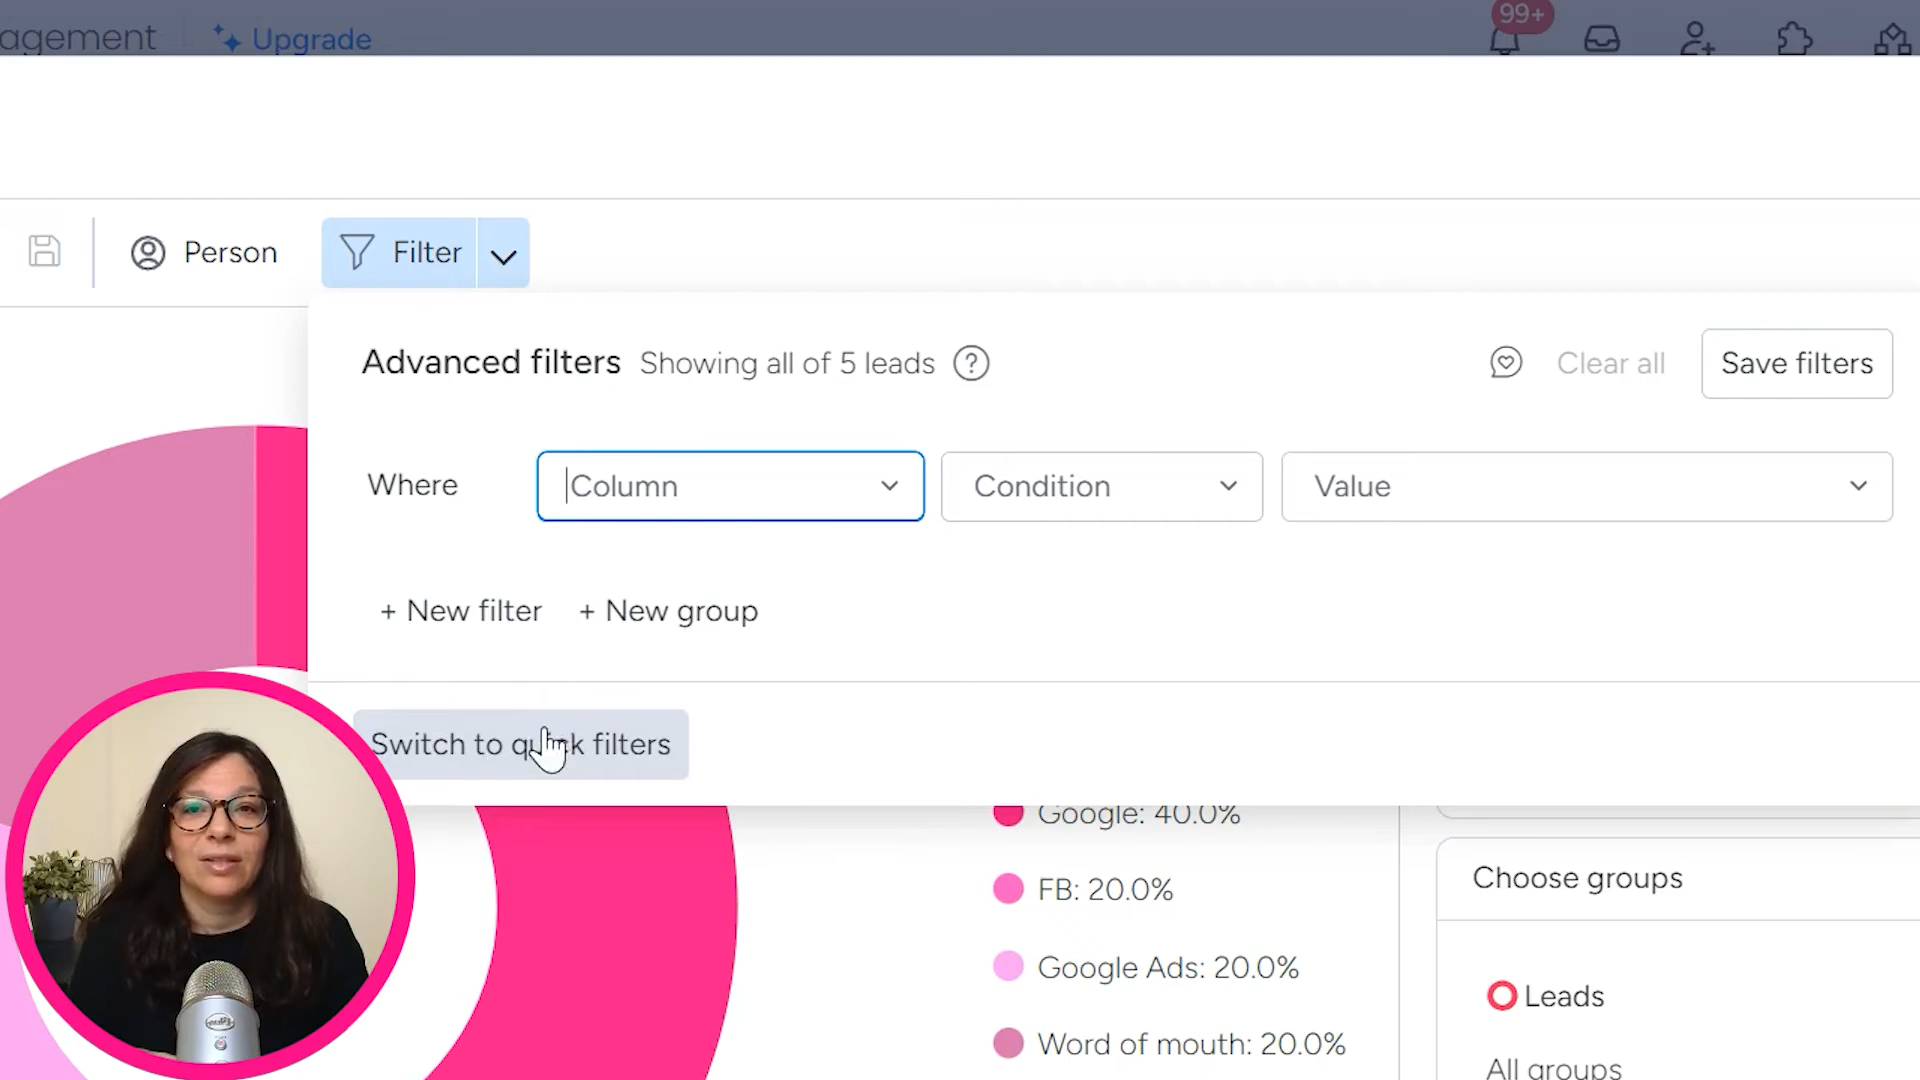 agement
Upgrade
99+
Person
Filter
Advanced filters
Showing all of 5 leads
?
Clear all
Save filters
Where
Column
Condition
Value
+ New filter
+ New group
Switch to quick filters
Google: 40.0%
FB: 20.0%
Google Ads: 20.0%
Word of mouth: 20.0%
Choose groups
Leads
All groups